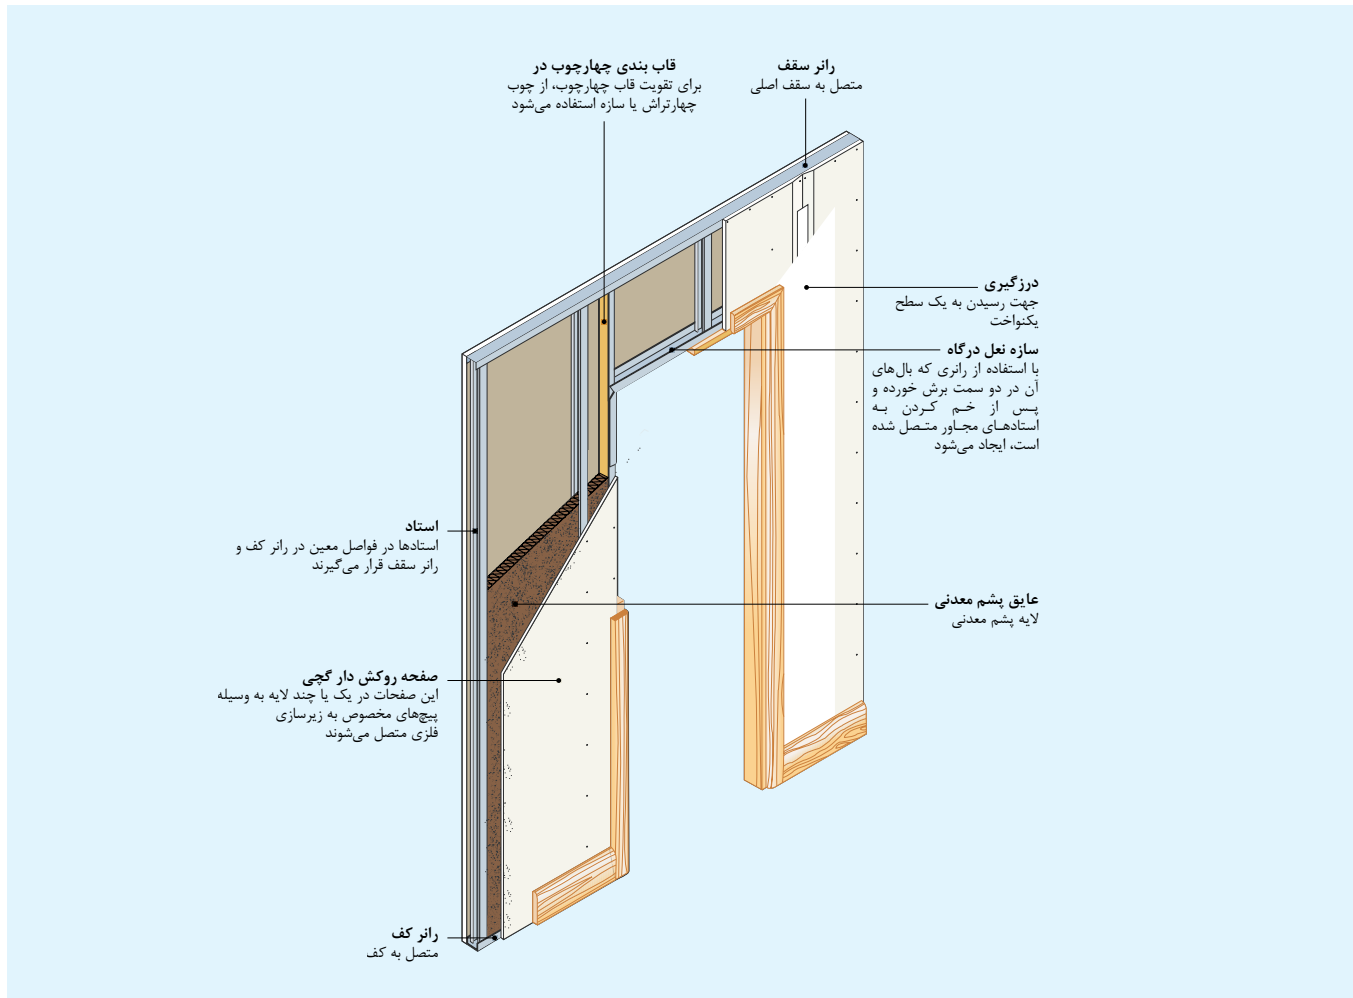 رانر سقف
متصل به سقف اصلی
قاب بندی چهارچوب در
برای تقویت قاب چهارچوب، از چوب
چهارتراش یا سازه استفاده می‌شود
درزگیری
جهت رسیدن به یک سطح
یکنواخت
سازه نعل درگاه
با استفاده از رانری که بال‌های
آن در دو سمت برش خورده و
پس از خم کردن به
استادهای مجاور متصل شده
است، ایجاد می‌شود
استاد
استادها در فواصل معین در رانر کف و
رانر سقف قرار می‌گیرند
عایق پشم معدنی
لایه پشم معدنی
صفحه روکش دار گچی
این صفحات در یک یا چند لایه به وسیله
پیچ‌های مخصوص به زیرسازی
فلزی متصل می‌شوند
رانر کف
متصل به کف